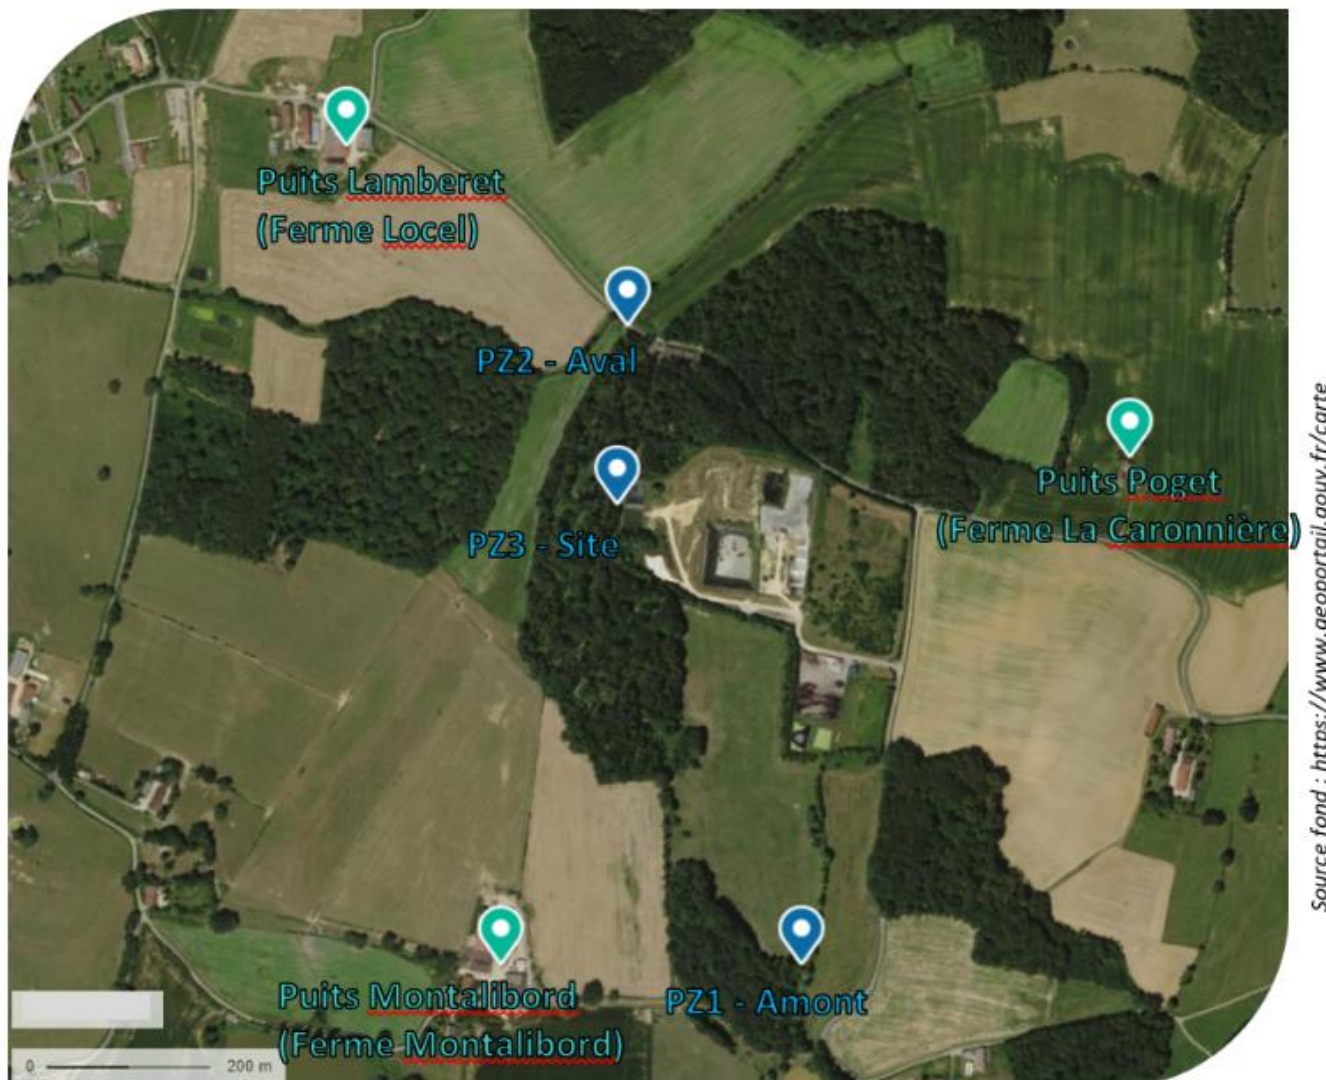 Puits Lamberet
(Ferme Locel)
PZ2 - Aval
Puits Poget
(Ferme La Caronnière)
PZ3 - Site
Puits Montalibord
(Ferme Montalibord)
PZ1 - Amont
0 200 m
Source fond : https://www.geoportail.gouv.fr/carte